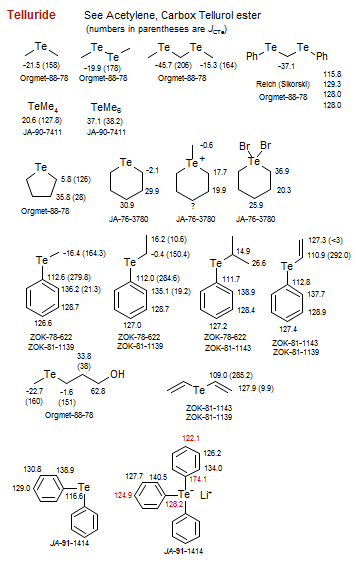 Telluride See Acetylene, Carbox Tellurol ester
(numbers in parentheses are JCTe)
Te
-21.5 (158)
Orgmet-88-78
Te Te
-19.9 (178)
Te Te
-45.7 (206) -15.3 (164)
Orgmet-88-78
Ph Te Te Ph
-37.1
Reich (Sikorski)
Orgmet-88-78
115.8
129.3
128.0
128.0
TeMe4
20.6 (127.8)
JA-90-7411
TeMe6
37.1 (38.2)
JA-90-7411
Te
5.8 (126)
35.8 (28)
Orgmet-88-78
Te
-2.1
29.9
30.9
JA-76-3780
-0.6
Te+
17.7
19.9
?
JA-76-3780
Br Br
Te
36.9
20.3
25.9
JA-76-3780
Te -16.4 (164.3)
112.6 (279.8)
136.2 (21.3)
128.7
126.6
ZOK-78-622
ZOK-81-1139
16.2 (10.6)
Te -0.4 (150.4)
112.0 (284.6)
135.1 (19.2)
128.7
127.0
ZOK-78-622
ZOK-81-1139
14.9
Te 26.6
111.7
138.9
128.4
127.2
ZOK-78-622
ZOK-81-1143
127.3 (<3)
110.9 (292.0)
Te
112.8
137.7
128.9
127.4
ZOK-81-1143
ZOK-81-1139
33.8
(38)
Te OH
-22.7 -1.6 62.8
(160) (151)
Orgmet-88-78
109.0 (285.2)
Te 127.9 (9.9)
ZOK-81-1143
ZOK-81-1139
130.8 138.9
129.0 Te
116.6
JA-91-1414
122.1
126.2
134.0
174.1
127.7 140.5
124.9 Te- Li+
128.2
JA-91-1414